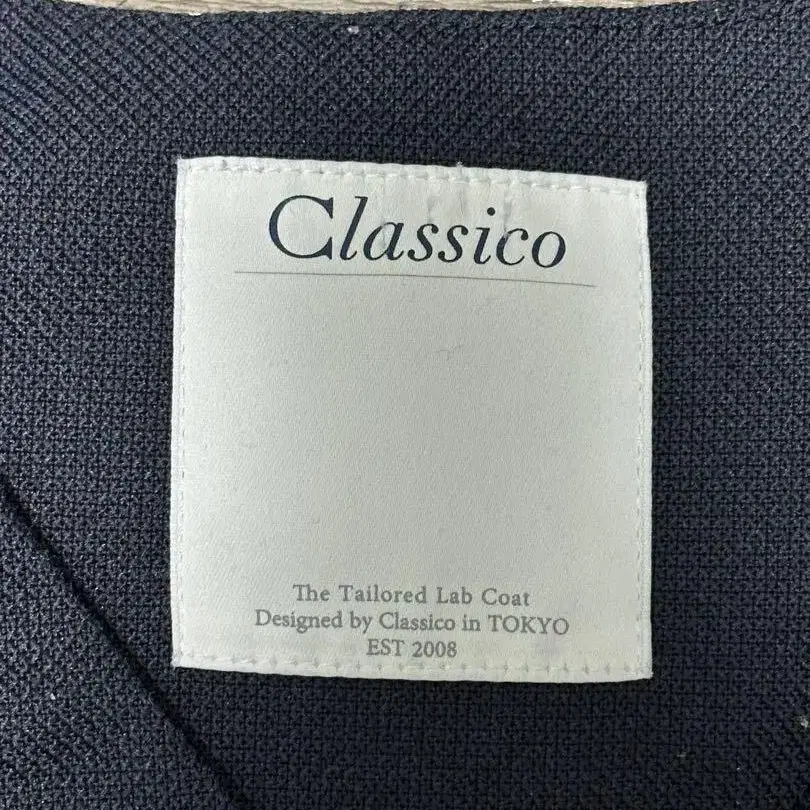 Classico
The Tailored Lab Coat
Designed by Classico in TOKYO
EST 2008